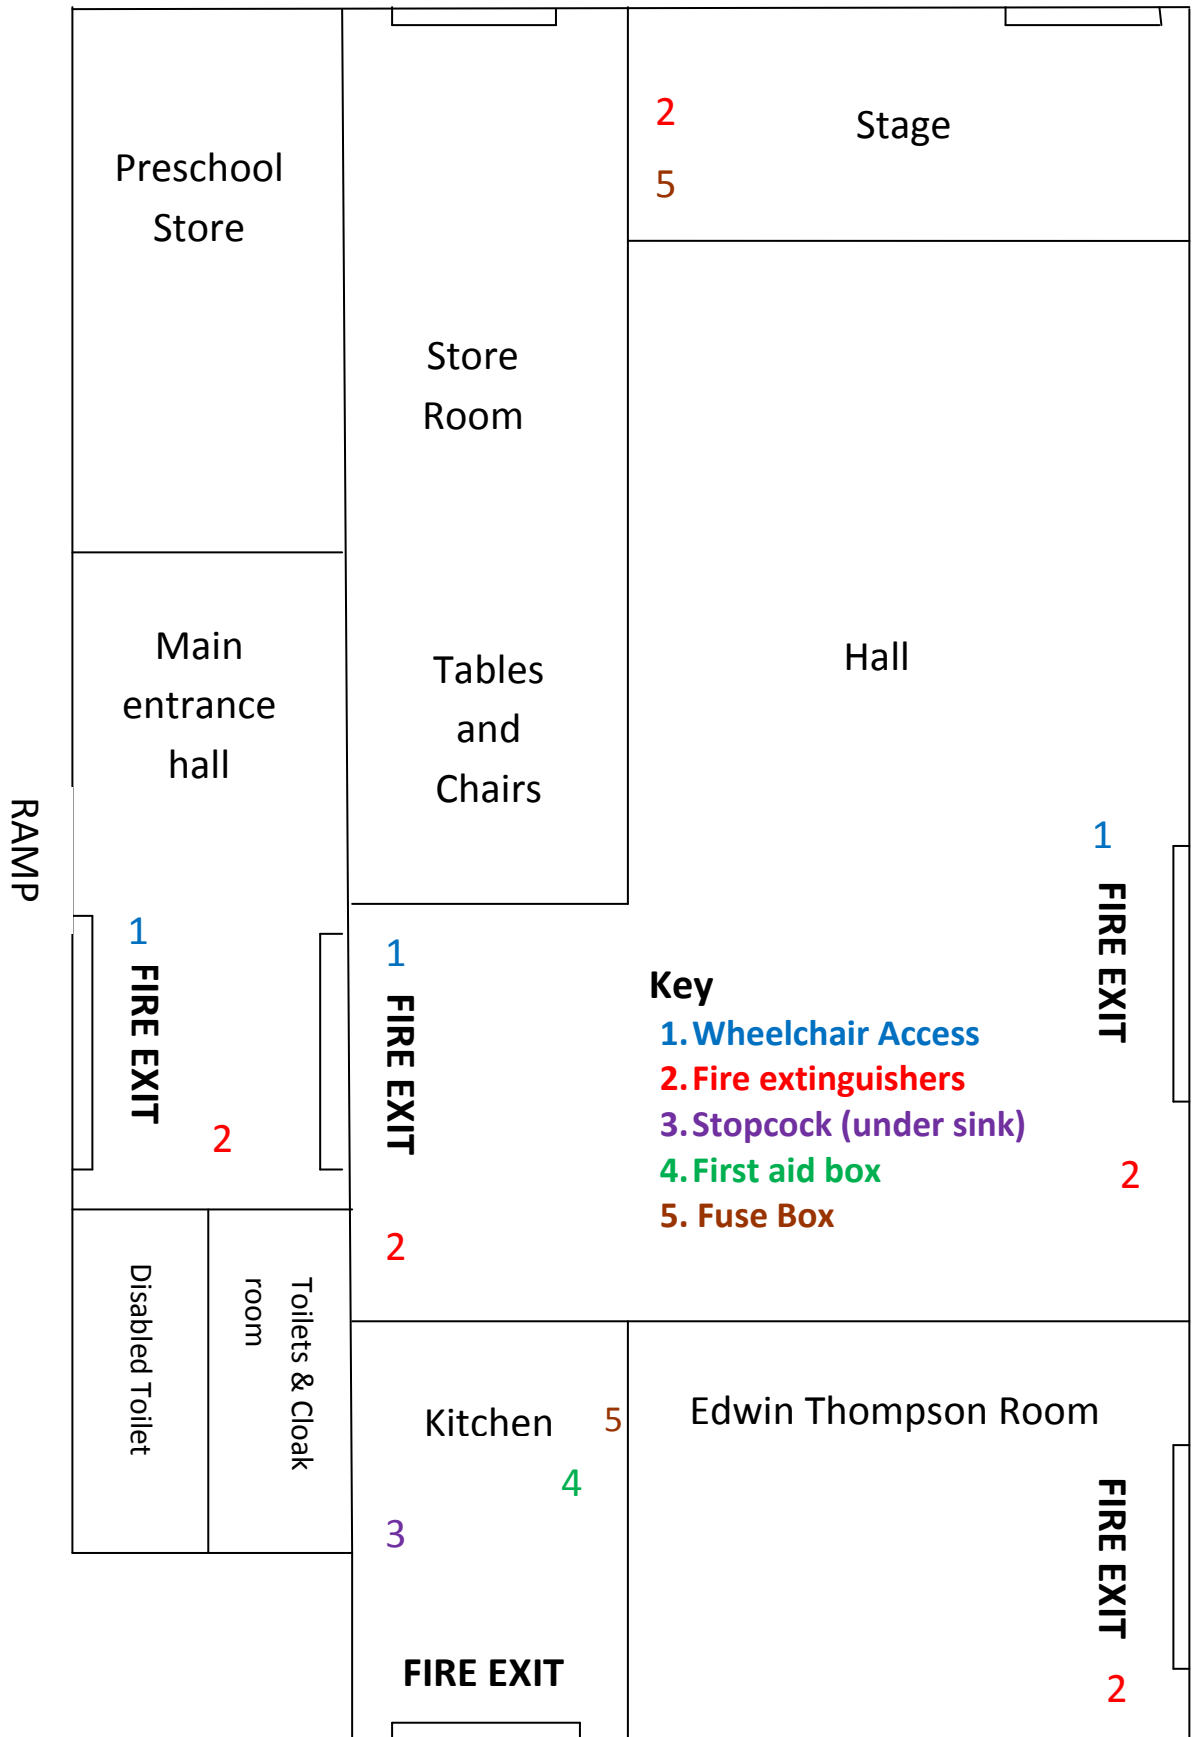 2
Stage
5
Preschool
Store
Store
Room
Main
entrance
hall
Tables
and
Chairs
Hall
RAMP
1
FIRE EXIT
2
1
FIRE EXIT
2
1
FIRE EXIT
2
Key
1. Wheelchair Access
2. Fire extinguishers
3. Stopcock (under sink)
4. First aid box
5. Fuse Box
Disabled Toilet
Toilets & Cloak
room
Kitchen
5
4
3
FIRE EXIT
Edwin Thompson Room
FIRE EXIT
2